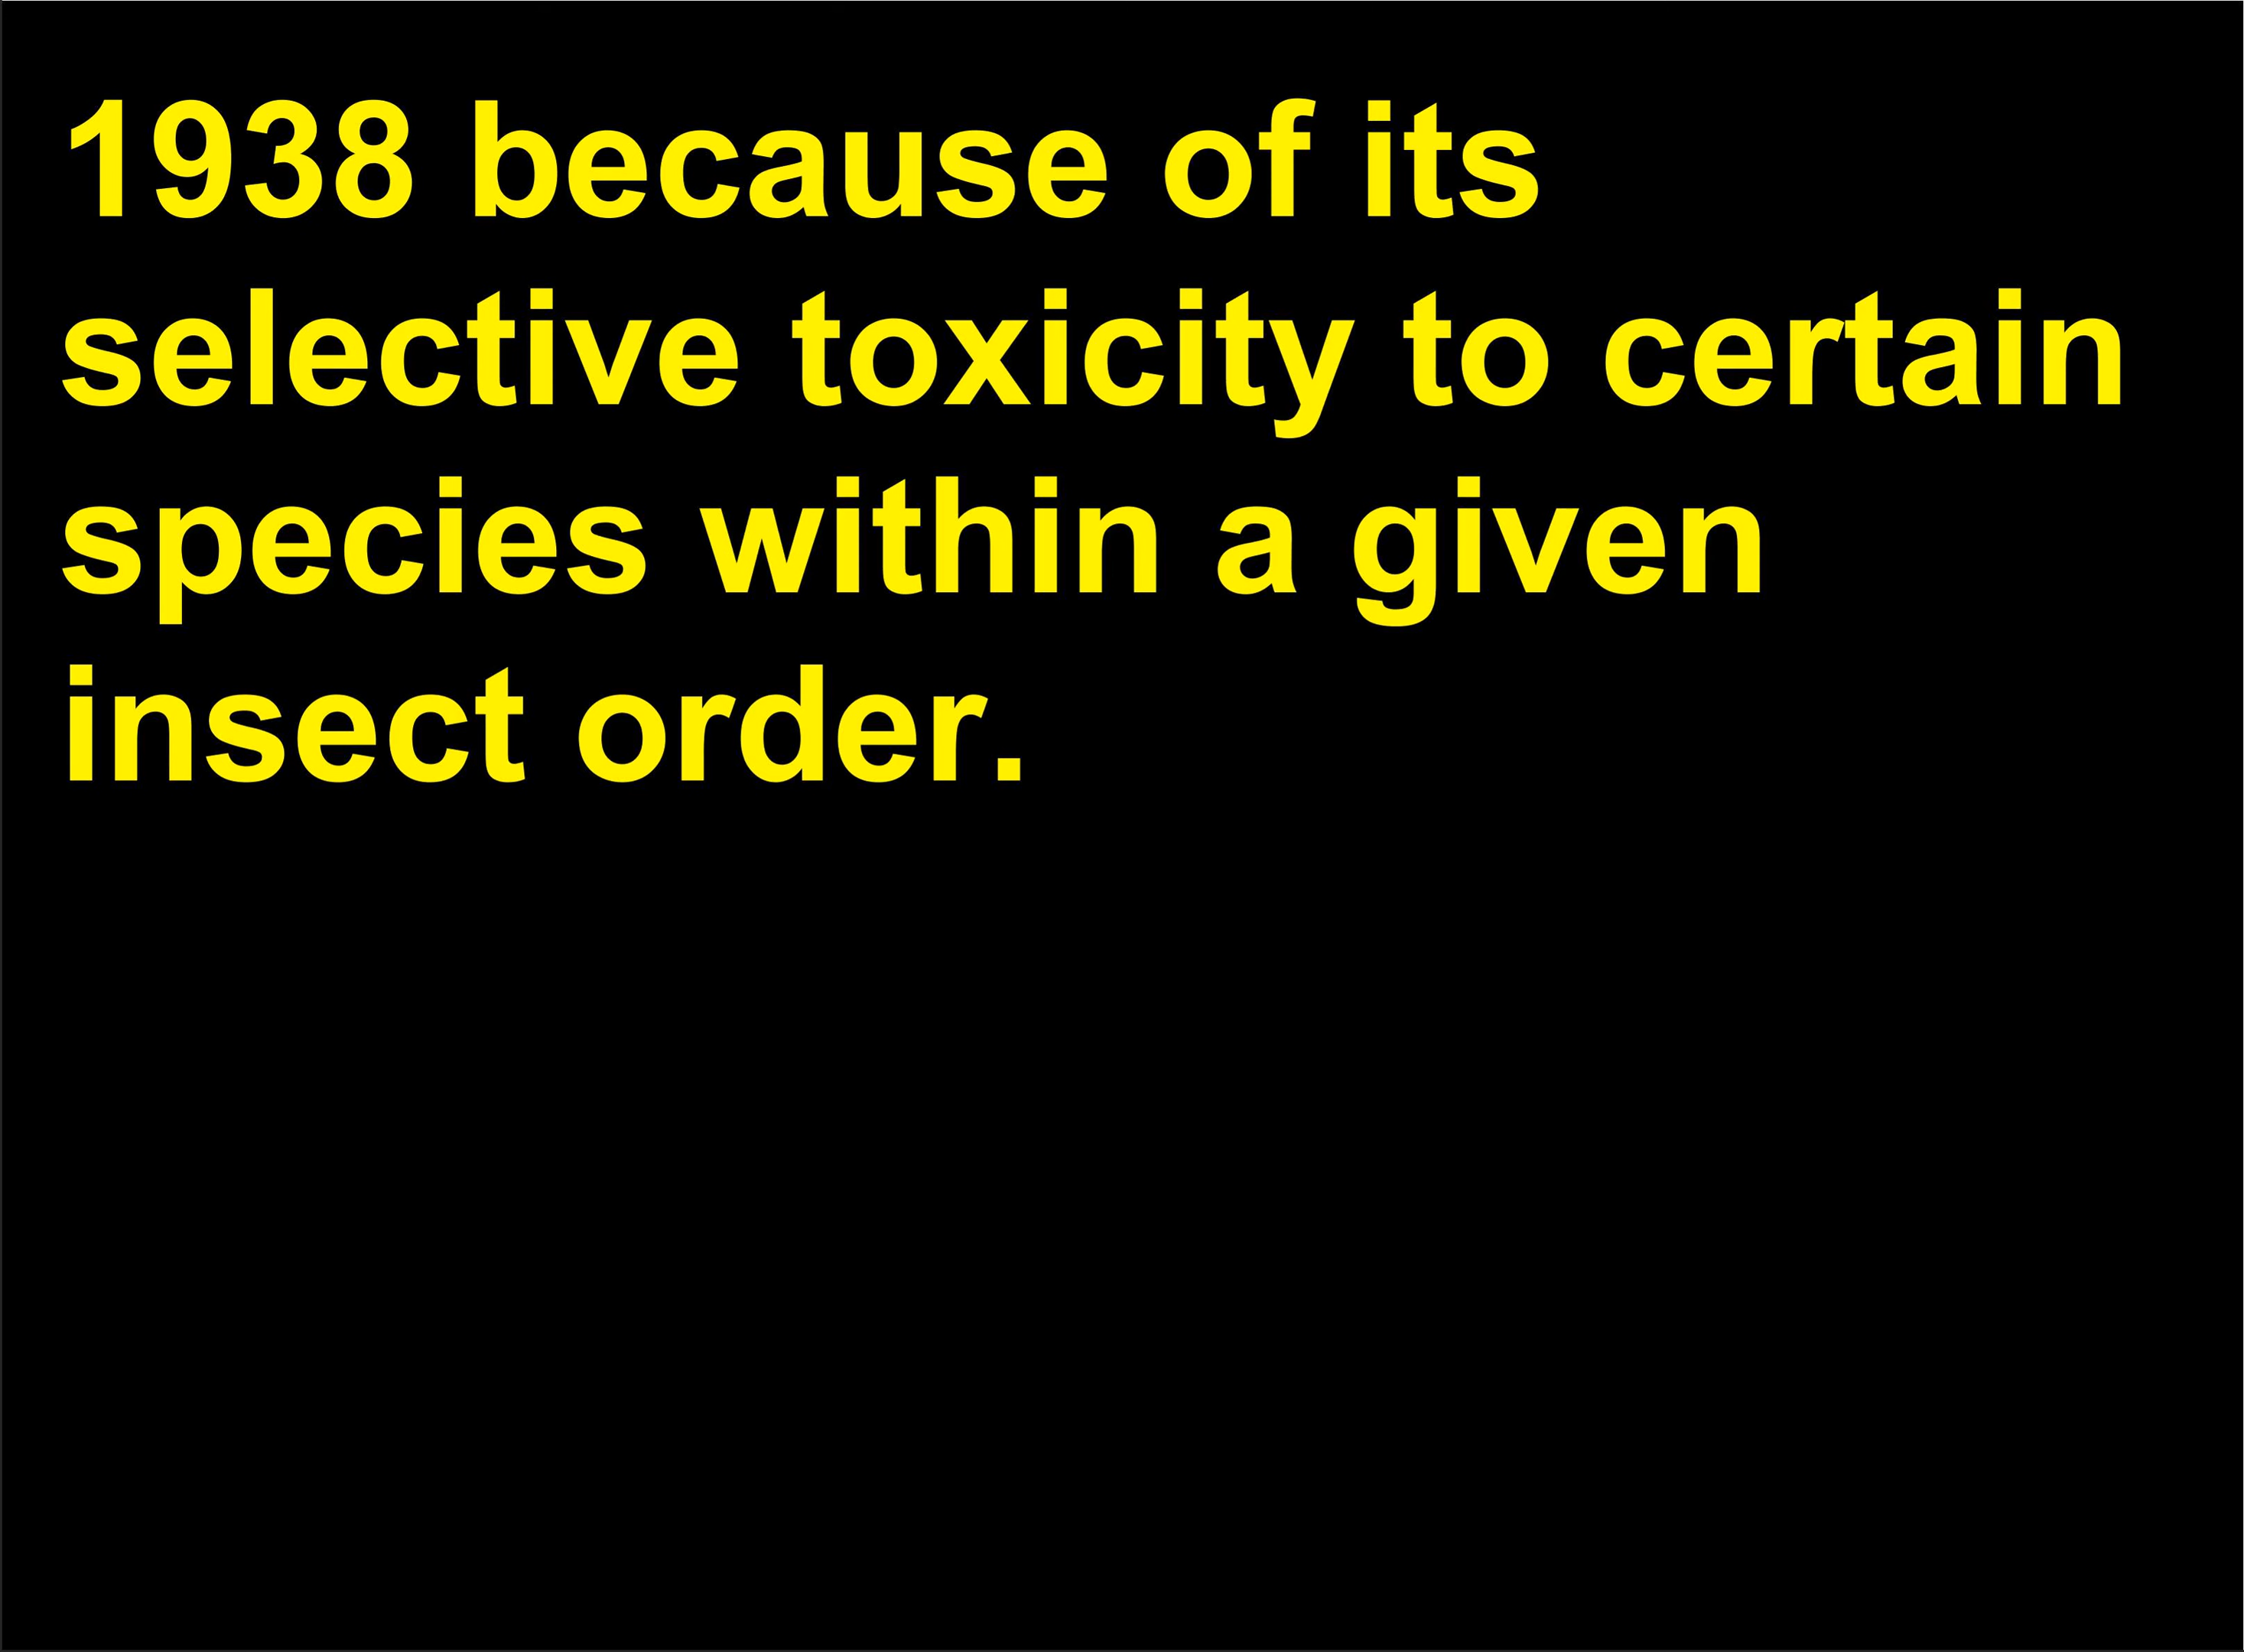 1938 because of its
selective toxicity to certain
species within a given
insect order.